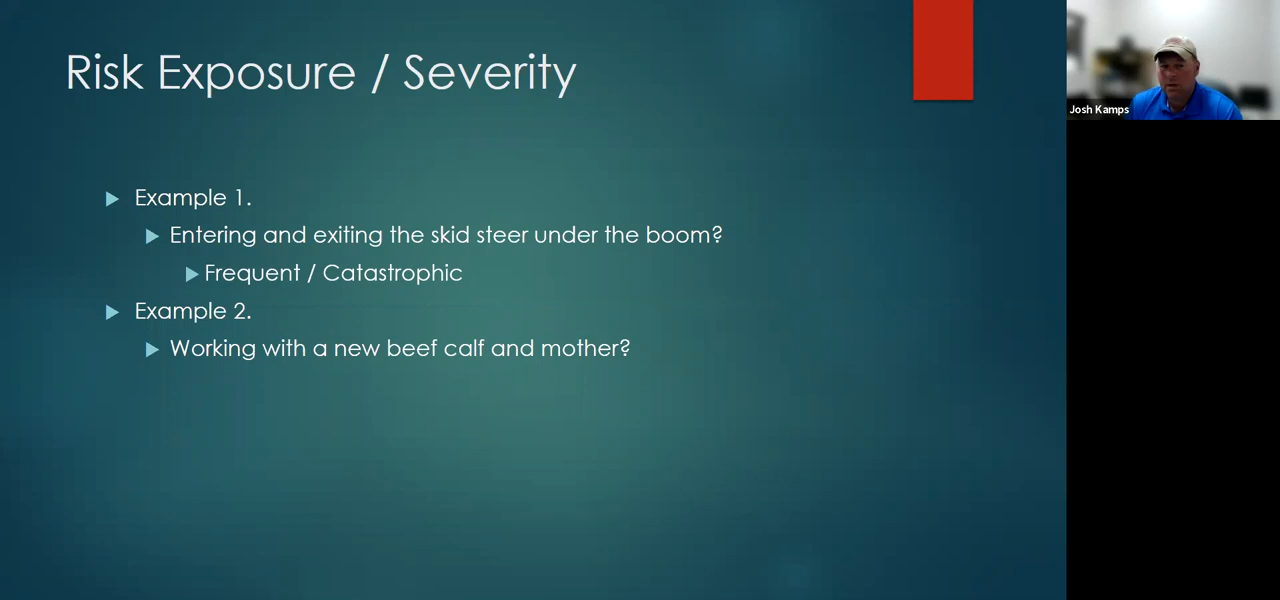 Risk Exposure / Severity
Josh Kamps
Example 1.
Entering and exiting the skid steer under the boom?
Frequent / Catastrophic
Example 2.
Working with a new beef calf and mother?